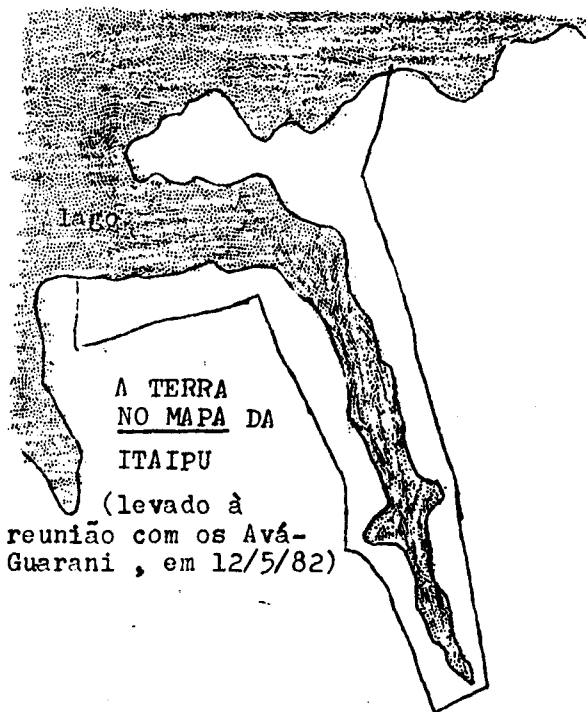 lago
A TERRA
NO MAPA DA
ITAIPU
(levado à
reunião com os Avá-
Guarani , em 12/5/82)